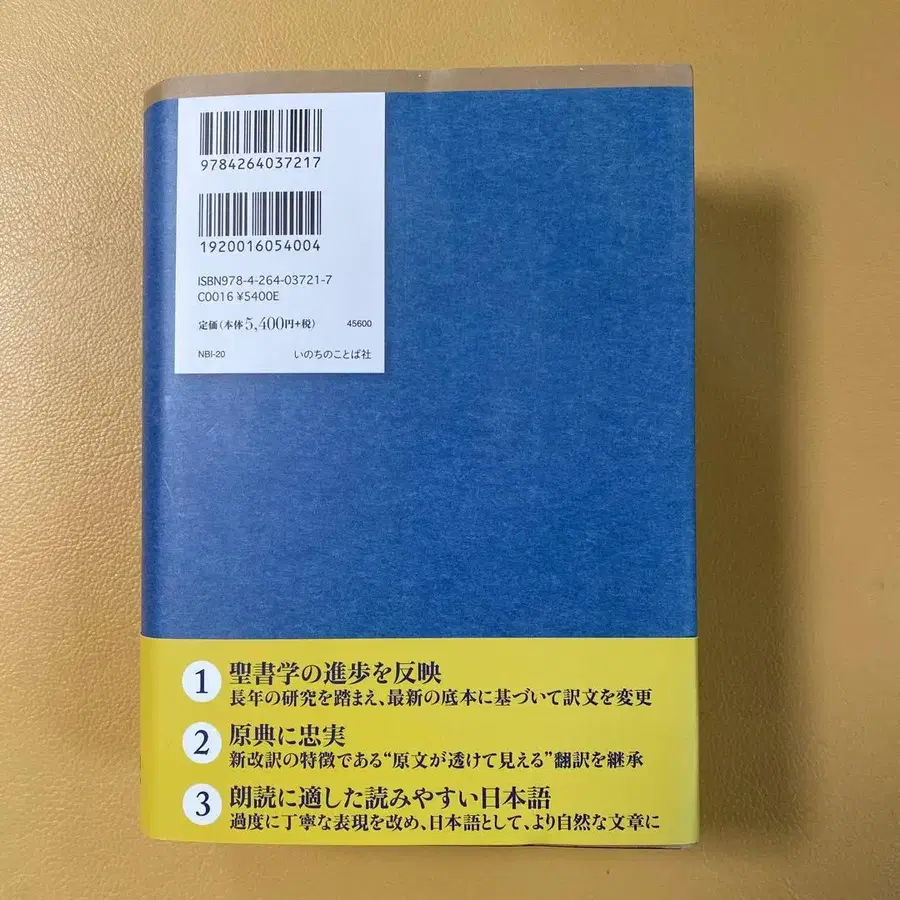 9784264037217
1920016054004
ISBN978-4-264-03721-7
C0016 ¥5400E
定価(本体5,400円+税) 45600
NBI-20 いのちのことば社
1 聖書学の進歩を反映
長年の研究を踏まえ、最新の底本に基づいて訳文を変更
2 原典に忠実
新改訳の特徴である“原文が透けて見える”翻訳を継承
3 朗読に適した読みやすい日本語
過度に丁寧な表現を改め、日本語として、より自然な文章に